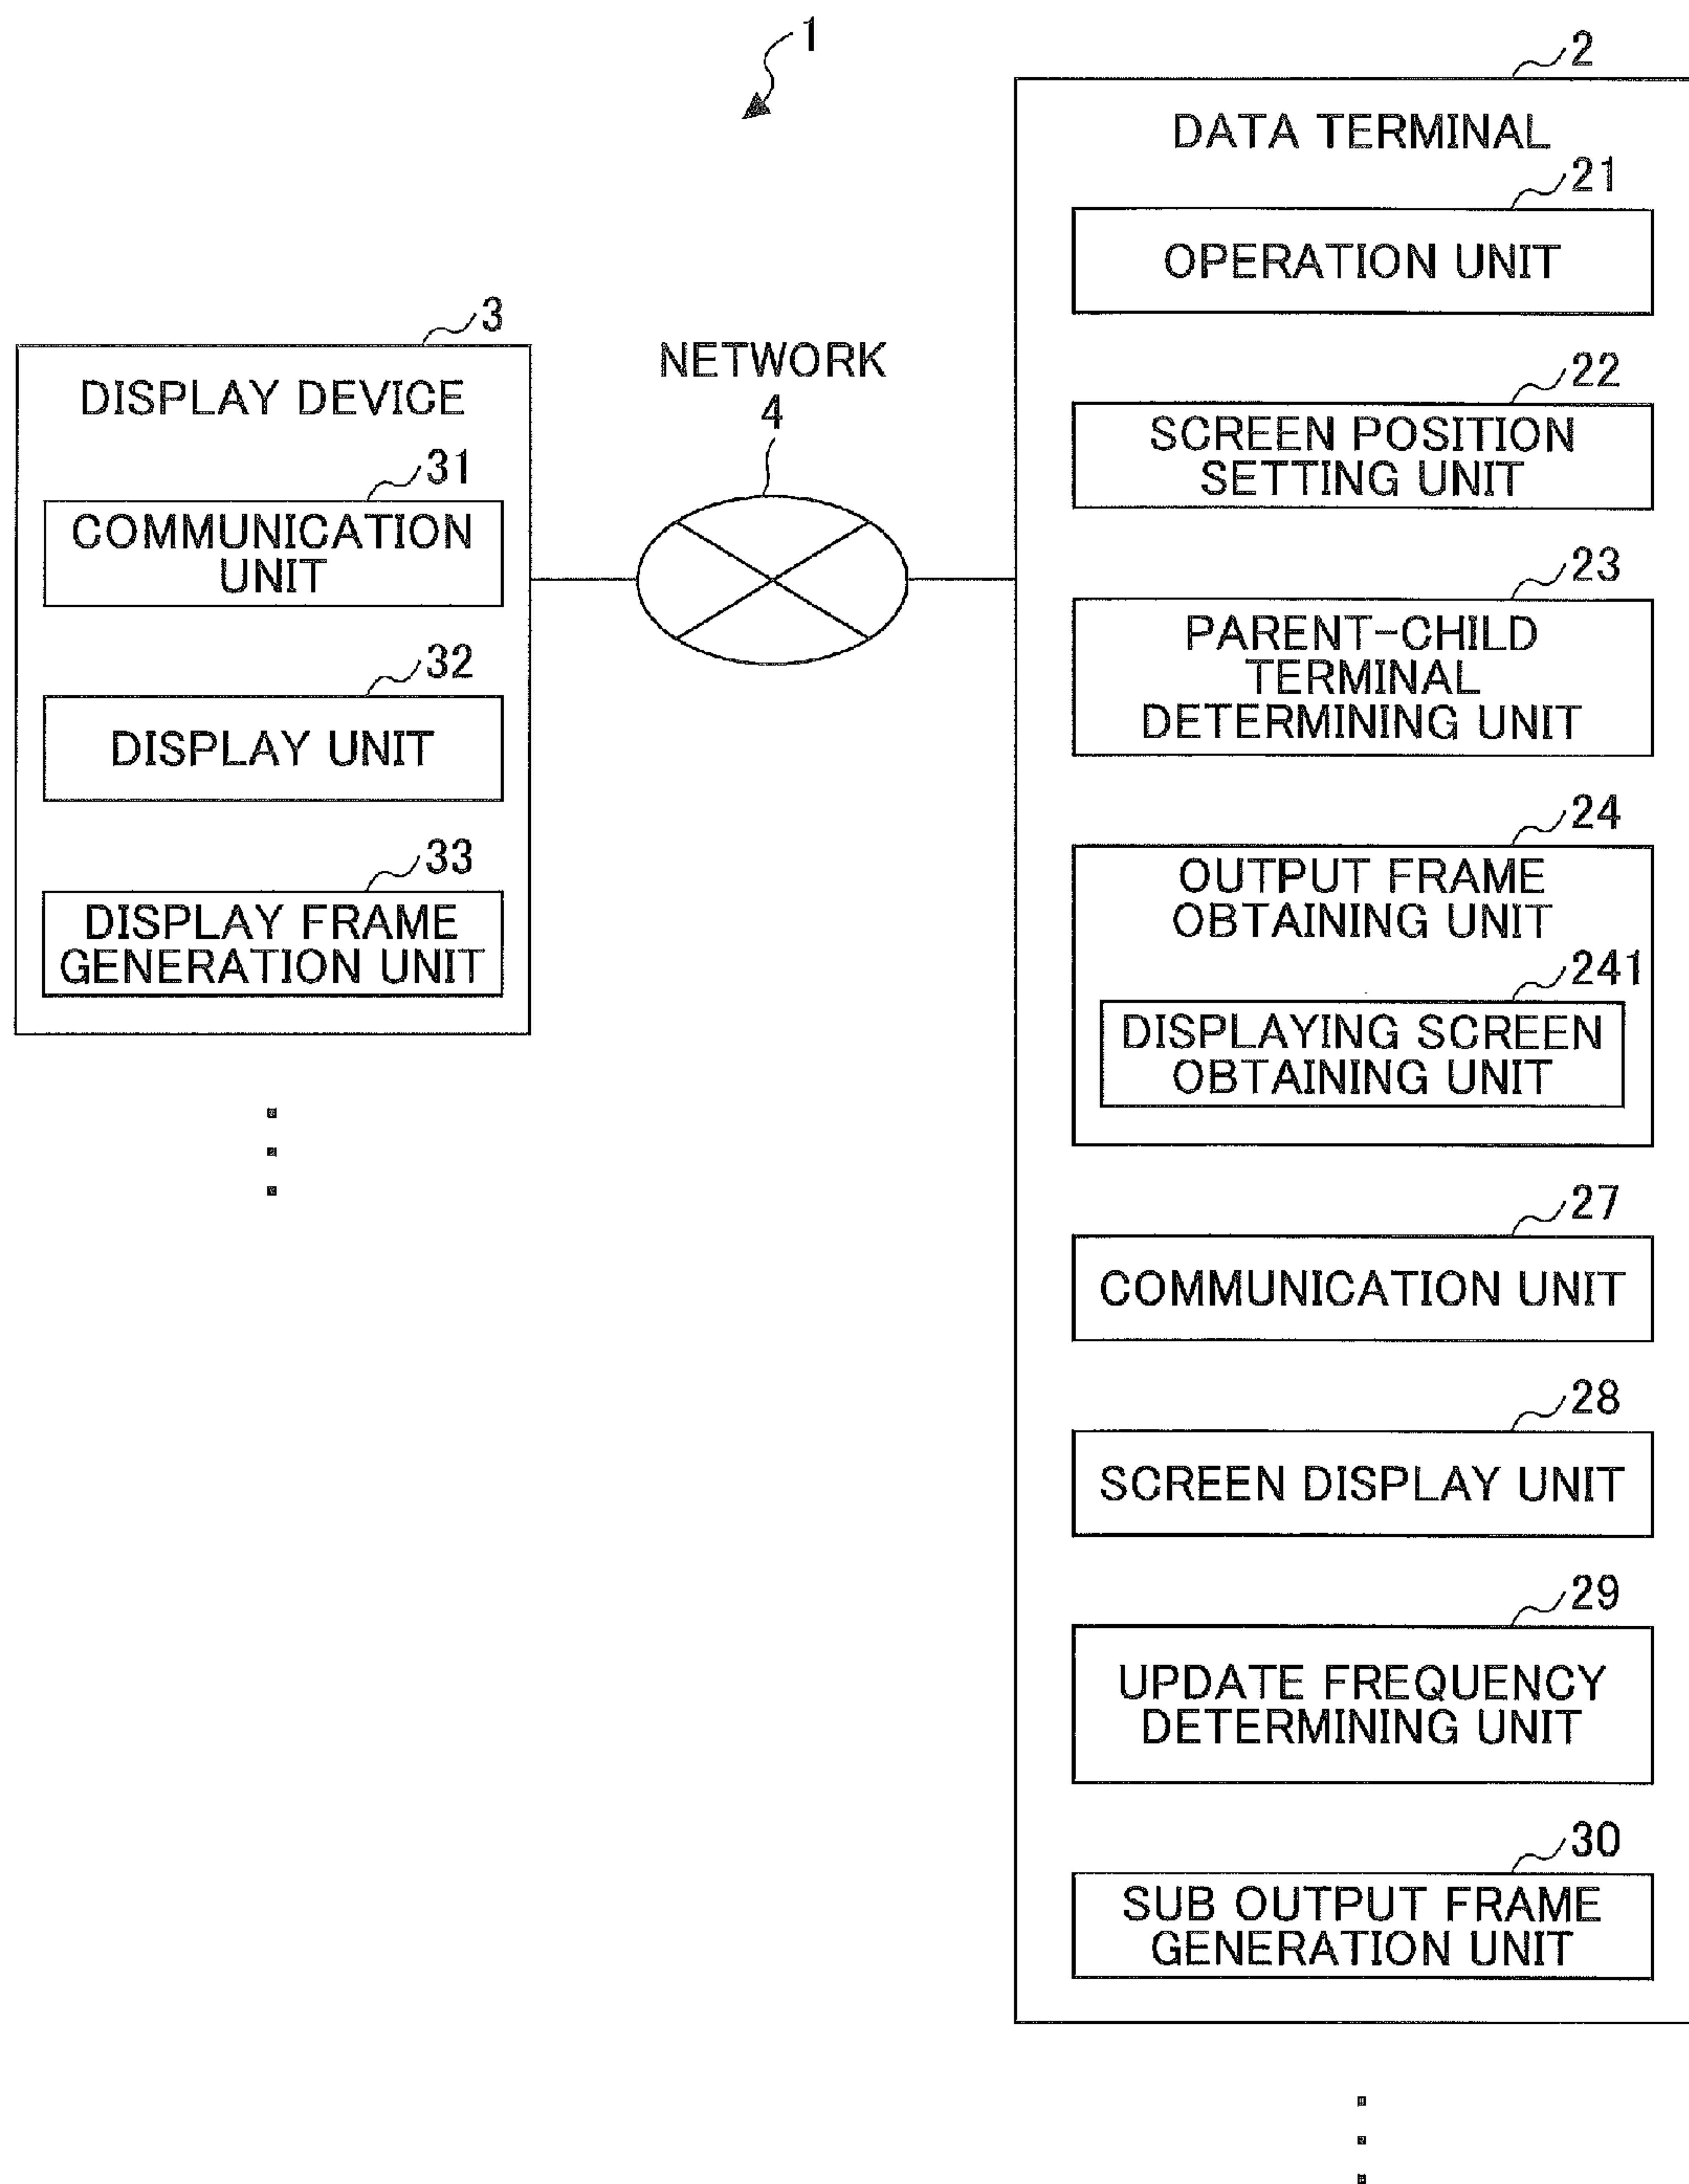 1
3
DISPLAY DEVICE
31
COMMUNICATION
UNIT
32
DISPLAY UNIT
33
DISPLAY FRAME
GENERATION UNIT
NETWORK
4
2
DATA TERMINAL
21
OPERATION UNIT
22
SCREEN POSITION
SETTING UNIT
23
PARENT-CHILD
TERMINAL
DETERMINING UNIT
24
OUTPUT FRAME
OBTAINING UNIT
241
DISPLAYING SCREEN
OBTAINING UNIT
27
COMMUNICATION UNIT
28
SCREEN DISPLAY UNIT
29
UPDATE FREQUENCY
DETERMINING UNIT
30
SUB OUTPUT FRAME
GENERATION UNIT